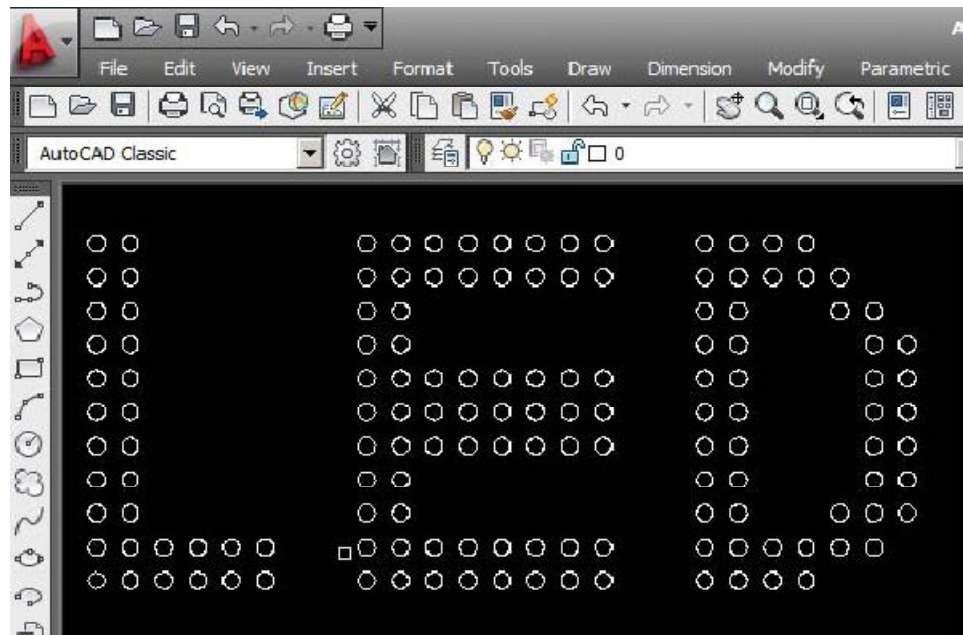 A
File Edit View Insert Format Tools Draw Dimension Modify Parametric
AutoCAD Classic 0
LED